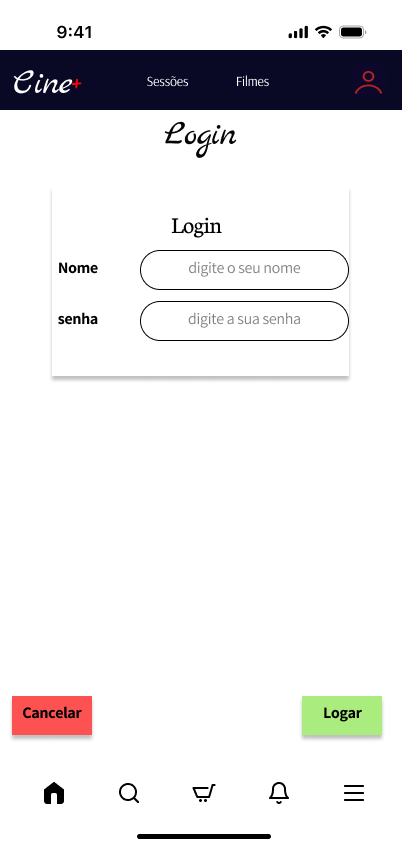 9:41
Cine+ Sessões Filmes
Login
Login
Nome digite o seu nome
senha digite a sua senha
Cancelar Logar